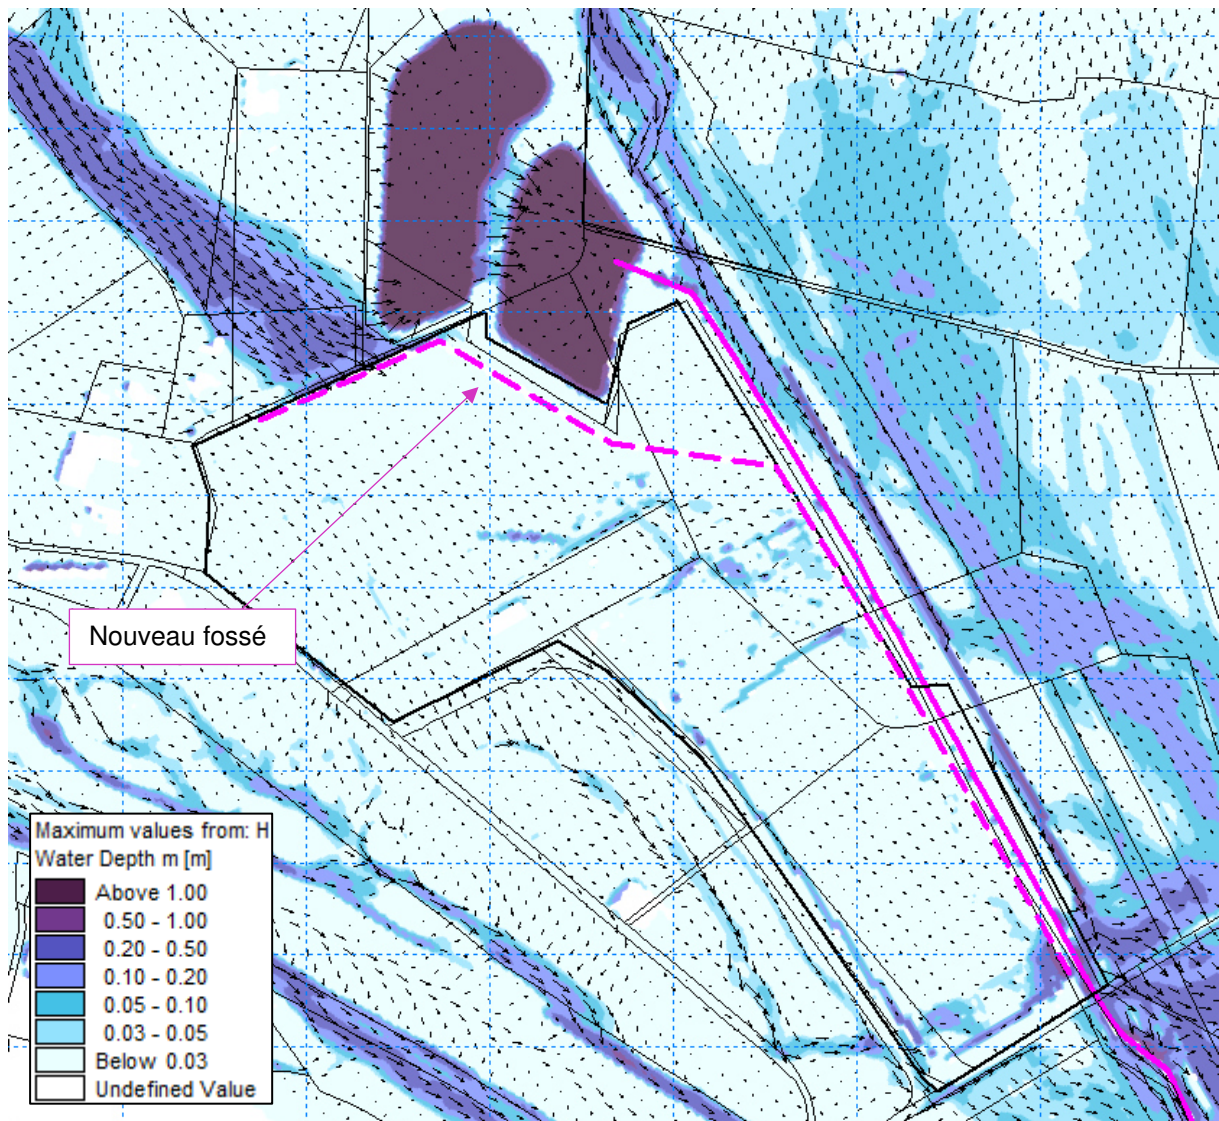 Nouveau fossé
Maximum values from: H
Water Depth m [m]
Above 1.00
0.50 - 1.00
0.20 - 0.50
0.10 - 0.20
0.05 - 0.10
0.03 - 0.05
Below 0.03
Undefined Value